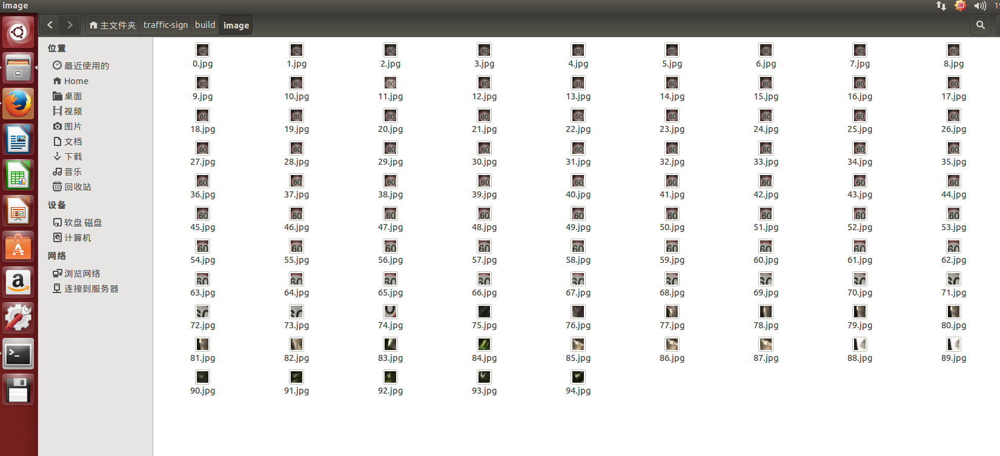 image
19
主文件夹 traffic-sign build image
位置
最近使用的
Home
桌面
视频
图片
文档
下载
音乐
回收站
设备
软盘 磁盘
计算机
网络
浏览网络
连接到服务器
0.jpg 1.jpg 2.jpg 3.jpg 4.jpg 5.jpg 6.jpg 7.jpg 8.jpg
9.jpg 10.jpg 11.jpg 12.jpg 13.jpg 14.jpg 15.jpg 16.jpg 17.jpg
18.jpg 19.jpg 20.jpg 21.jpg 22.jpg 23.jpg 24.jpg 25.jpg 26.jpg
27.jpg 28.jpg 29.jpg 30.jpg 31.jpg 32.jpg 33.jpg 34.jpg 35.jpg
36.jpg 37.jpg 38.jpg 39.jpg 40.jpg 41.jpg 42.jpg 43.jpg 44.jpg
45.jpg 46.jpg 47.jpg 48.jpg 49.jpg 50.jpg 51.jpg 52.jpg 53.jpg
54.jpg 55.jpg 56.jpg 57.jpg 58.jpg 59.jpg 60.jpg 61.jpg 62.jpg
63.jpg 64.jpg 65.jpg 66.jpg 67.jpg 68.jpg 69.jpg 70.jpg 71.jpg
72.jpg 73.jpg 74.jpg 75.jpg 76.jpg 77.jpg 78.jpg 79.jpg 80.jpg
81.jpg 82.jpg 83.jpg 84.jpg 85.jpg 86.jpg 87.jpg 88.jpg 89.jpg
90.jpg 91.jpg 92.jpg 93.jpg 94.jpg